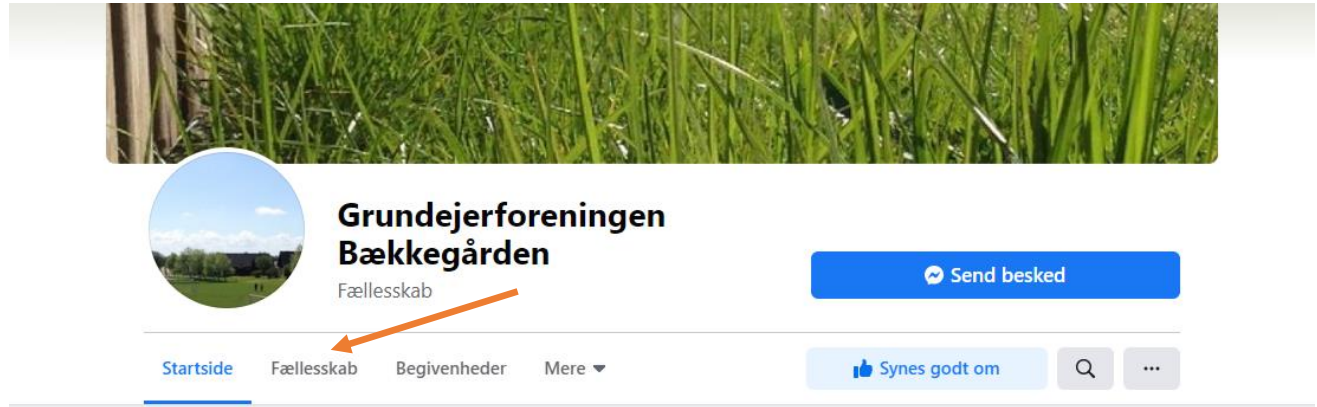 Grundejerforeningen
Bækkegården
Fællesskab
Send besked
Startside Fællesskab Begivenheder Mere
Synes godt om